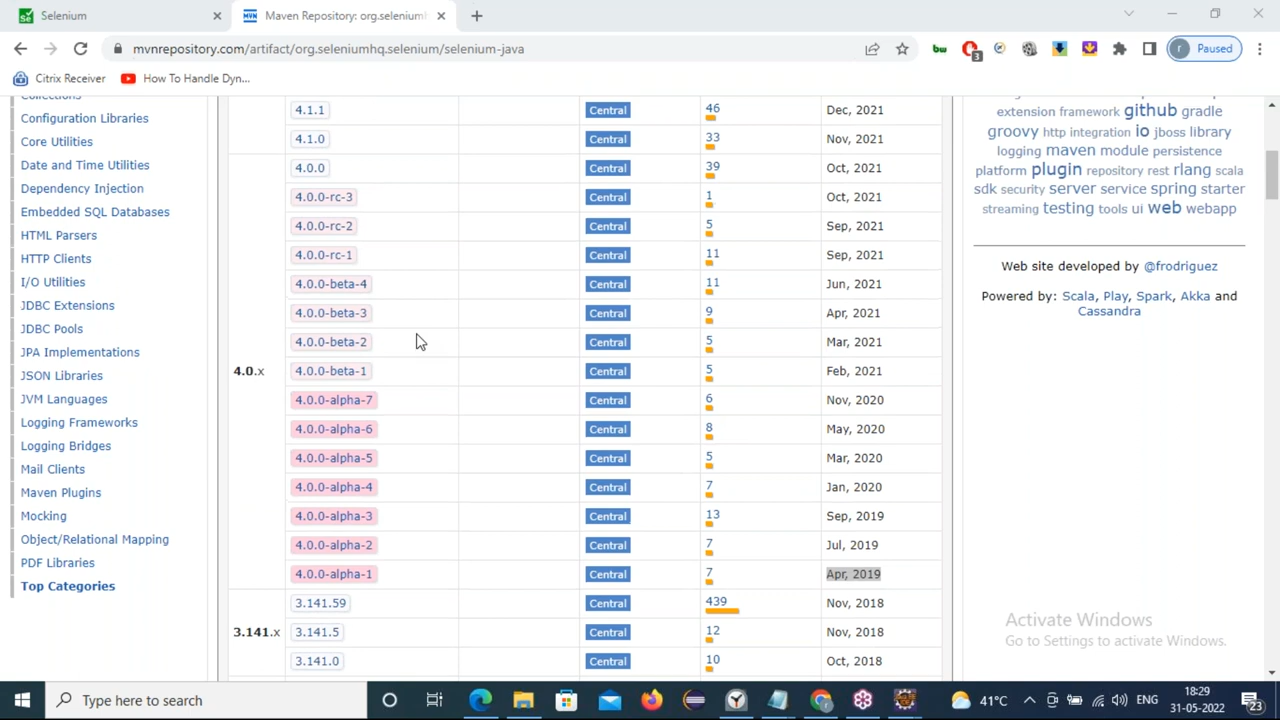 Selenium
Maven Repository: org.seleniumh
mvnrepository.com/artifact/org.seleniumhq.selenium/selenium-java
bw
3
r
Paused
Citrix Receiver
How To Handle Dyn...
Collections
Configuration Libraries
Core Utilities
Date and Time Utilities
Dependency Injection
Embedded SQL Databases
HTML Parsers
HTTP Clients
I/O Utilities
JDBC Extensions
JDBC Pools
JPA Implementations
JSON Libraries
JVM Languages
Logging Frameworks
Logging Bridges
Mail Clients
Maven Plugins
Mocking
Object/Relational Mapping
PDF Libraries
Top Categories
4.1.1 Central 46 Dec, 2021
4.1.0 Central 33 Nov, 2021
4.0.x
4.0.0 Central 39 Oct, 2021
4.0.0-rc-3 Central 1 Oct, 2021
4.0.0-rc-2 Central 5 Sep, 2021
4.0.0-rc-1 Central 11 Sep, 2021
4.0.0-beta-4 Central 11 Jun, 2021
4.0.0-beta-3 Central 9 Apr, 2021
4.0.0-beta-2 Central 5 Mar, 2021
4.0.0-beta-1 Central 5 Feb, 2021
4.0.0-alpha-7 Central 6 Nov, 2020
4.0.0-alpha-6 Central 8 May, 2020
4.0.0-alpha-5 Central 5 Mar, 2020
4.0.0-alpha-4 Central 7 Jan, 2020
4.0.0-alpha-3 Central 13 Sep, 2019
4.0.0-alpha-2 Central 7 Jul, 2019
4.0.0-alpha-1 Central 7 Apr, 2019
3.141.x
3.141.59 Central 439 Nov, 2018
3.141.5 Central 12 Nov, 2018
3.141.0 Central 10 Oct, 2018
extension framework github gradle
groovy http integration io jboss library
logging maven module persistence
platform plugin repository rest rlang scala
sdk security server service spring starter
streaming testing tools ui web webapp
Web site developed by @frodriguez
Powered by: Scala, Play, Spark, Akka and
Cassandra
Activate Windows
Go to Settings to activate Windows.
Type here to search
41°C
ENG
18:29
31-05-2022
23